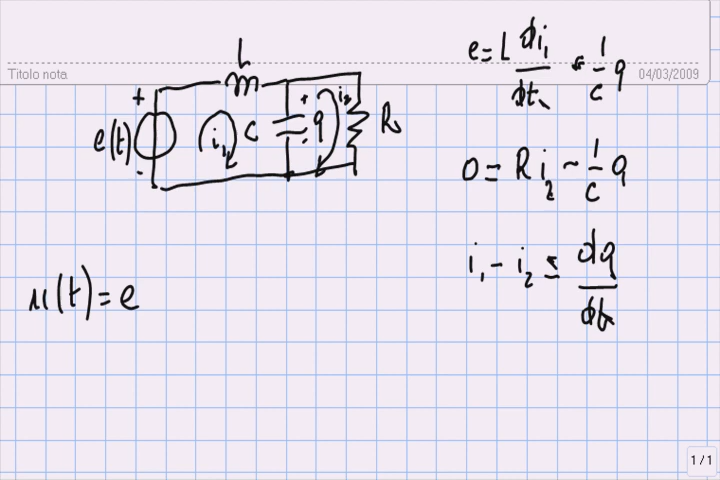 Titolo nota
04/03/2009
L
+
e(t)
-
i₁
C
+
q
-
i₂
R
e = L di₁/dt + 1/c q
0 = R i₂ - 1/c q
i₁ - i₂ = dq/dt
u(t) = e
1 / 1